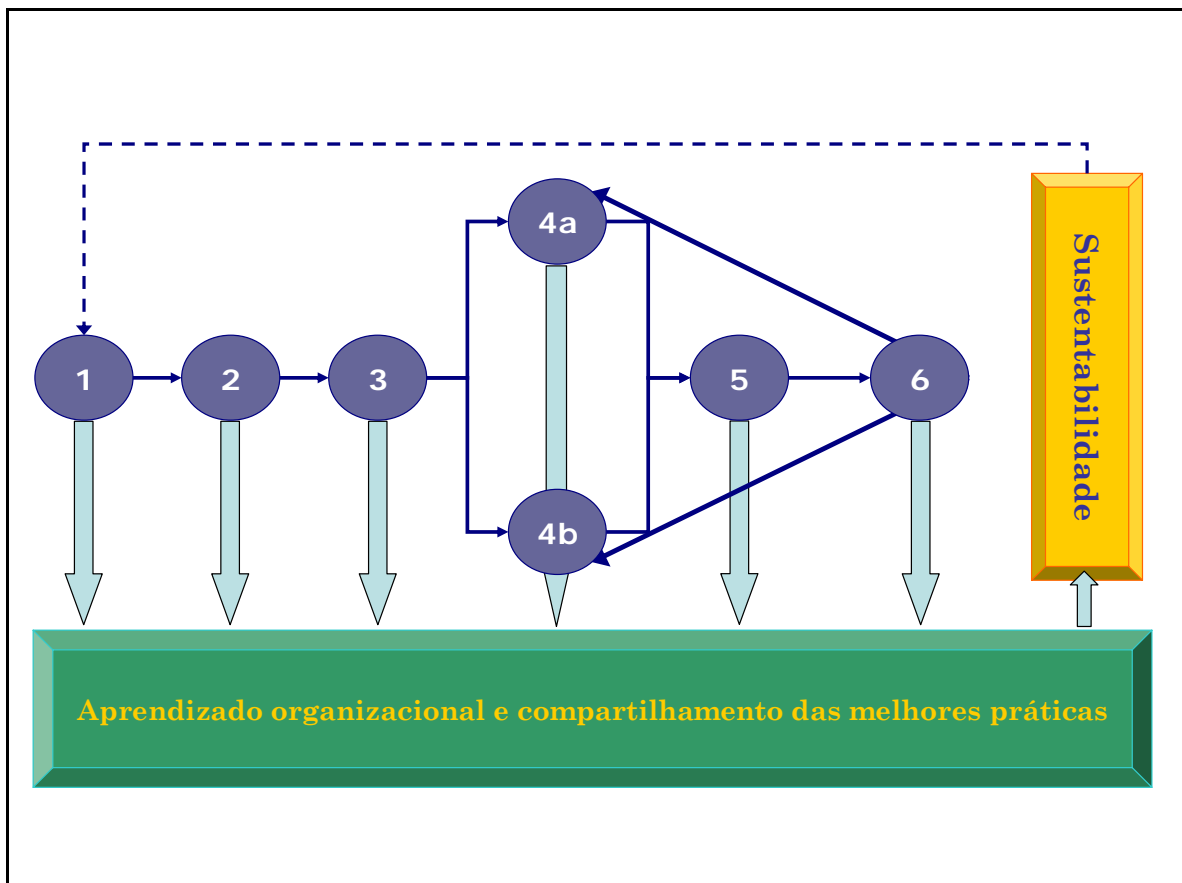 4a
Sustentabilidade
1
2
3
5
6
4b
Aprendizado organizacional e compartilhamento das melhores práticas